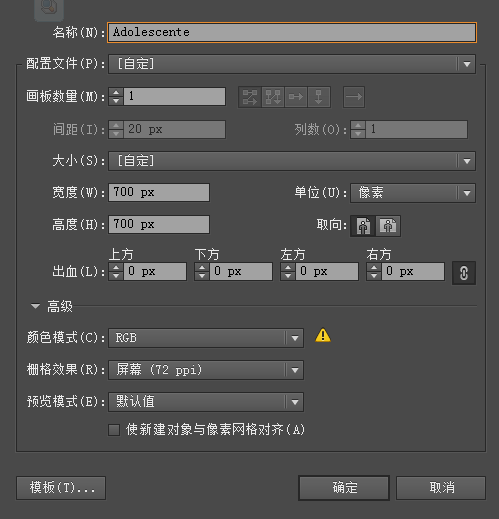 名称(N): Adolescente
配置文件(P): [自定]
画板数量(M): 1
间距(I): 20 px 列数(O): 1
大小(S): [自定]
宽度(W): 700 px 单位(U): 像素
高度(H): 700 px 取向:
上方 下方 左方 右方
出血(L): 0 px 0 px 0 px 0 px
高级
颜色模式(C): RGB
栅格效果(R): 屏幕 (72 ppi)
预览模式(E): 默认值
使新建对象与像素网格对齐(A)
模板(T)... 确定 取消